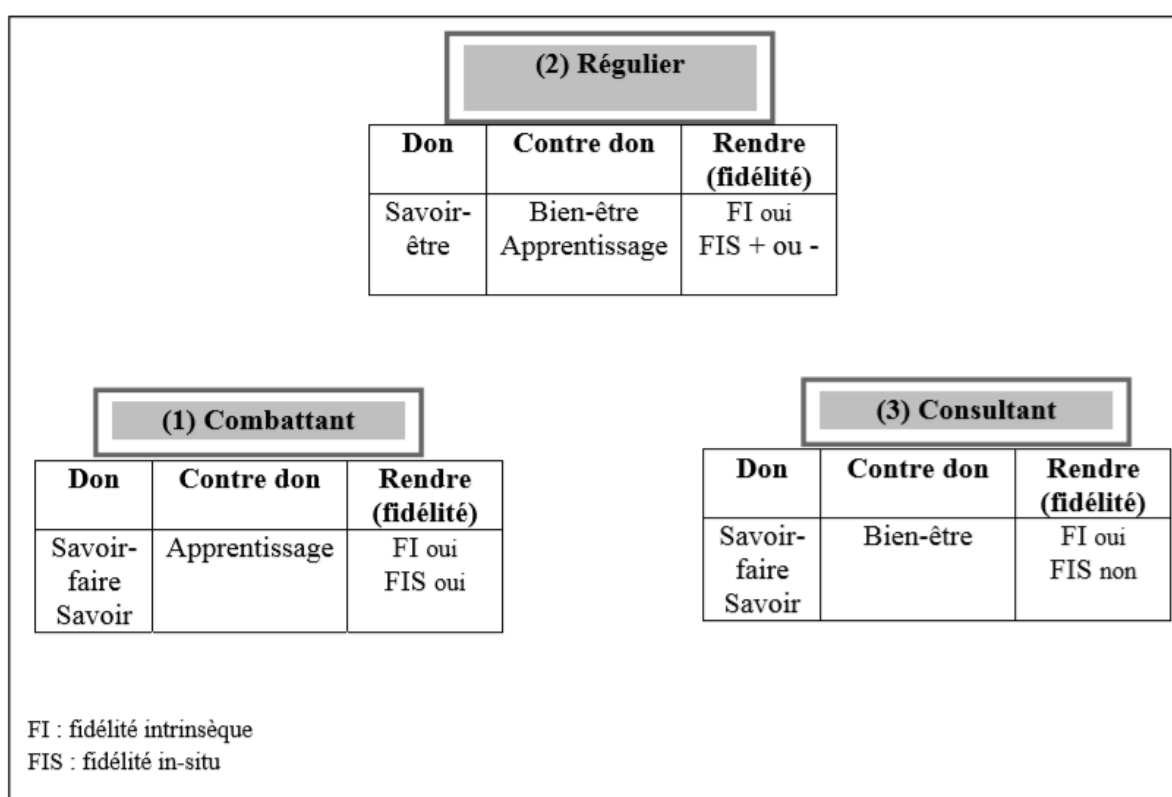 (2) Régulier
Don Contre don Rendre
(fidélité)
Savoir- Bien-être FI oui
être Apprentissage FIS + ou -
(1) Combattant
Don Contre don Rendre
(fidélité)
Savoir- Apprentissage FI oui
faire FIS oui
Savoir
(3) Consultant
Don Contre don Rendre
(fidélité)
Savoir- Bien-être FI oui
faire FIS non
Savoir
FI : fidélité intrinsèque
FIS : fidélité in-situ